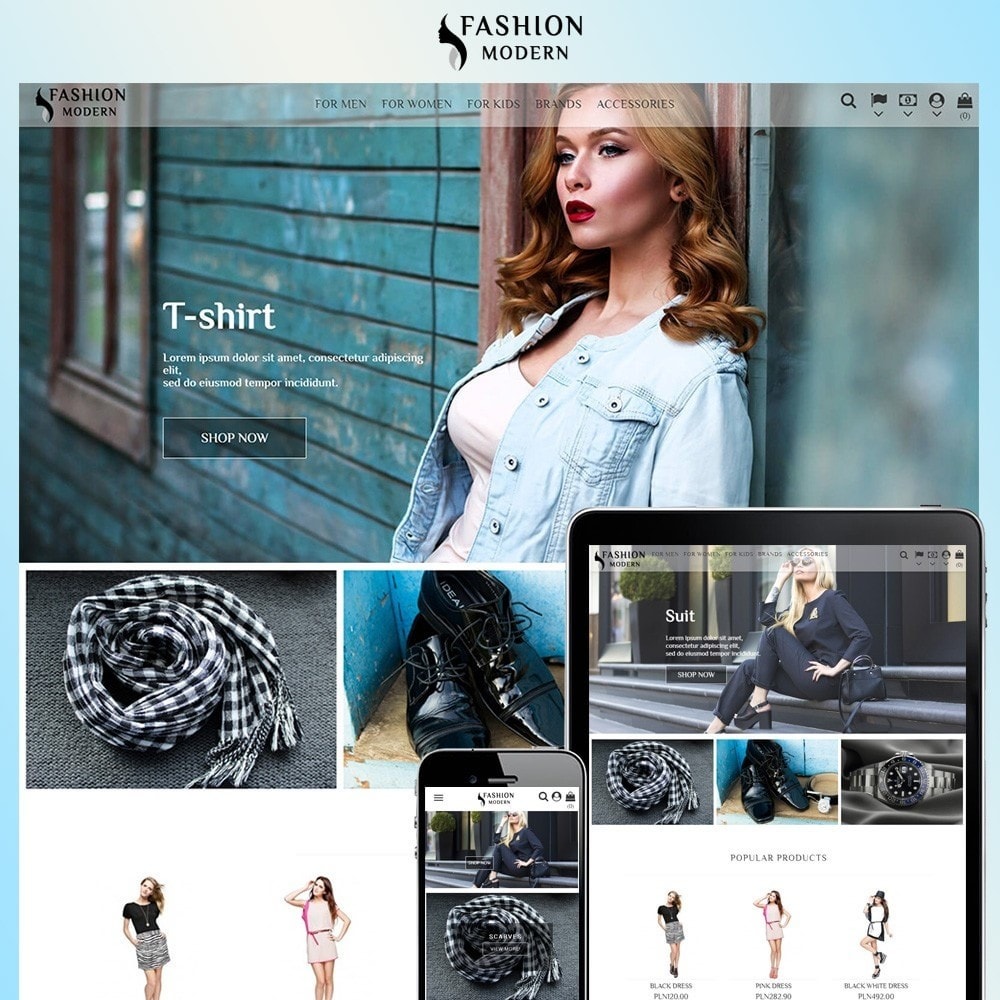 FASHION
MODERN
FASHION
MODERN
FOR MEN FOR WOMEN FOR KIDS BRANDS ACCESSORIES
(0)
T-shirt
Lorem ipsum dolor sit amet, consectetur adipiscing
elit,
sed do eiusmod tempor incididunt.
SHOP NOW
IDEAL
FASHION
MODERN
FOR MEN FOR WOMEN FOR KIDS BRANDS ACCESSORIES
(0)
Suit
Lorem ipsum dolor sit amet,
consectetur adipiscing elit,
sed do eiusmod tempor incididunt.
SHOP NOW
POPULAR PRODUCTS
BLACK DRESS
PLN120.00
PINK DRESS
PLN282.90
BLACK WHITE DRESS
PLN492.00
FASHION
MODERN
(0)
SHOP NOW
SCARVES
VIEW MORE!